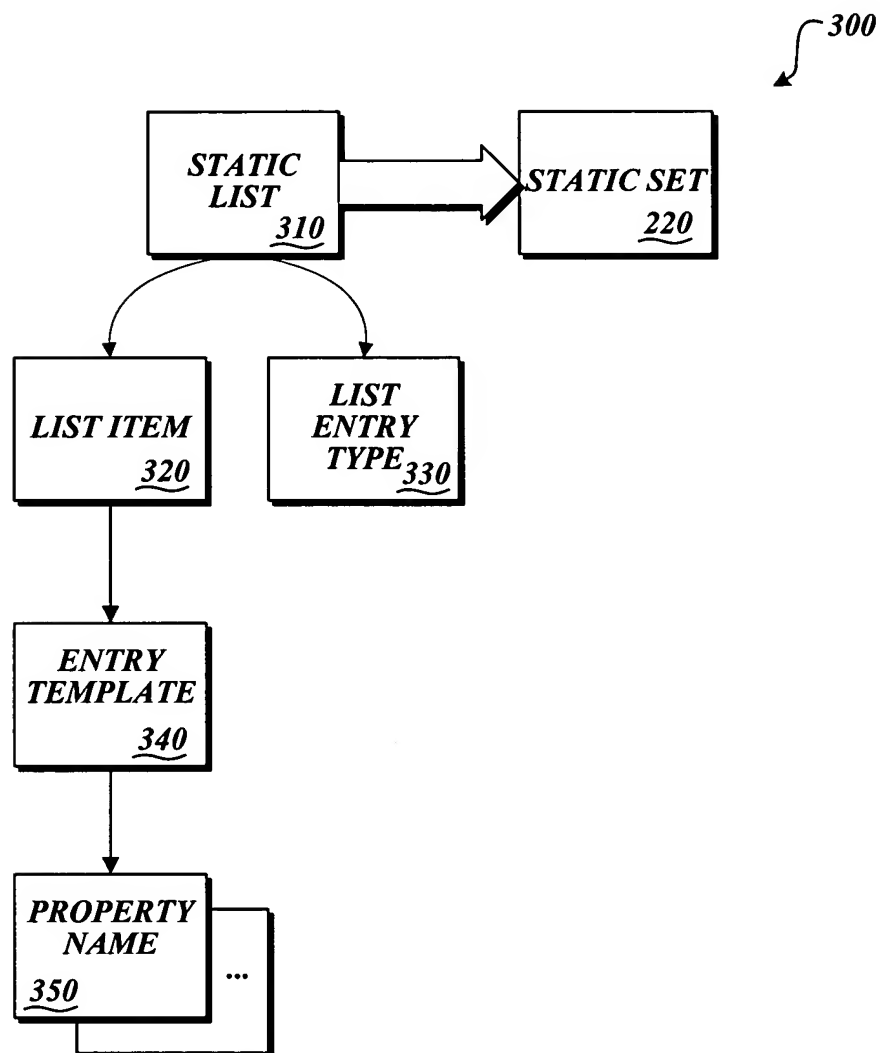 300
STATIC
LIST
310
STATIC SET
220
LIST ITEM
320
LIST
ENTRY
TYPE
330
ENTRY
TEMPLATE
340
PROPERTY
NAME
350
...